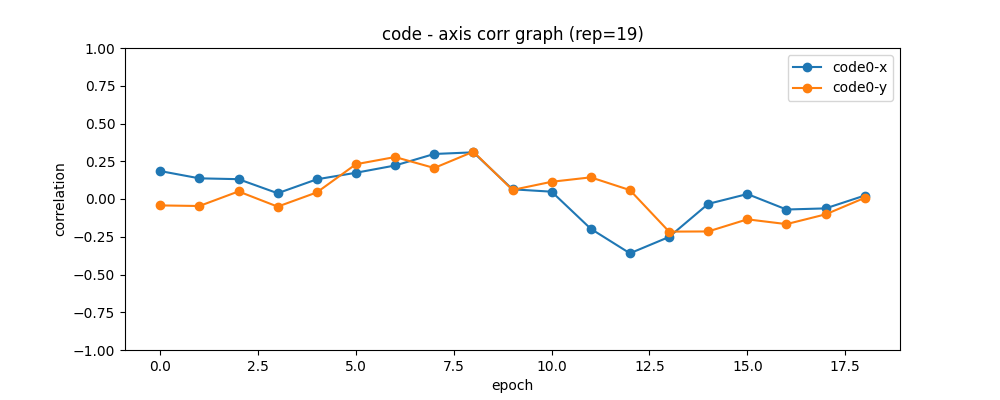 code - axis corr graph (rep=19)
1.00
0.75
0.50
0.25
0.00
−0.25
−0.50
−0.75
−1.00
correlation
code0-x
code0-y
0.0 2.5 5.0 7.5 10.0 12.5 15.0 17.5
epoch